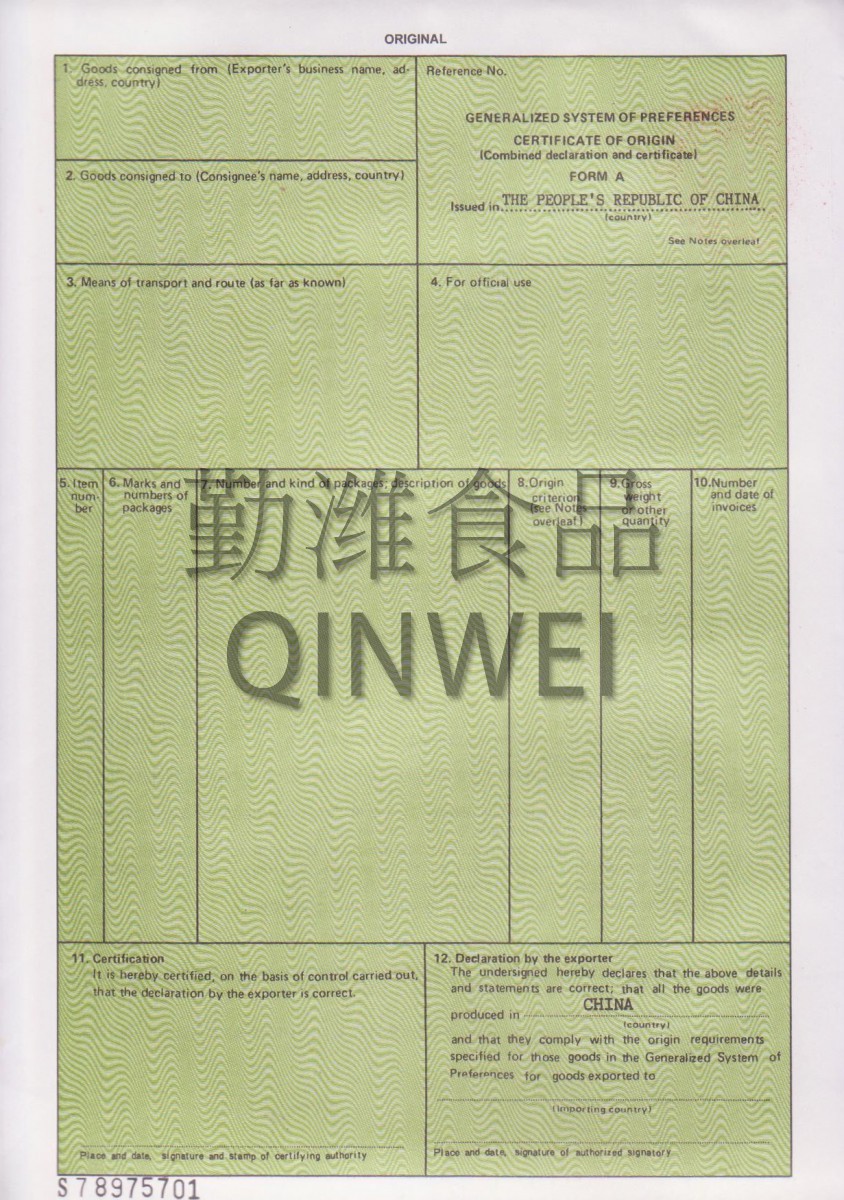 ORIGINAL
1. Goods consigned from (Exporter's business name, ad-
dress, country)
Reference No.
GENERALIZED SYSTEM OF PREFERENCES
CERTIFICATE OF ORIGIN
(Combined declaration and certificate)
FORM A
Issued in THE PEOPLE'S REPUBLIC OF CHINA
(country)
See Notes overleaf
2. Goods consigned to (Consignee's name, address, country)
3. Means of transport and route (as far as known)
4. For official use
5. Item
num-
ber
6. Marks and
numbers of
packages
7. Number and kind of packages; description of goods
8. Origin
criterion
(see Notes
overleaf)
9. Gross
weight
or other
quantity
10. Number
and date of
invoices
勤潍食品
QINWEI
11. Certification
It is hereby certified, on the basis of control carried out,
that the declaration by the exporter is correct.
Place and date, signature and stamp of certifying authority
12. Declaration by the exporter
The undersigned hereby declares that the above details
and statements are correct; that all the goods were
produced in CHINA
(country)
and that they comply with the origin requirements
specified for those goods in the Generalized System of
Preferences for goods exported to
(importing country)
Place and date, signature of authorized signatory
S78975701